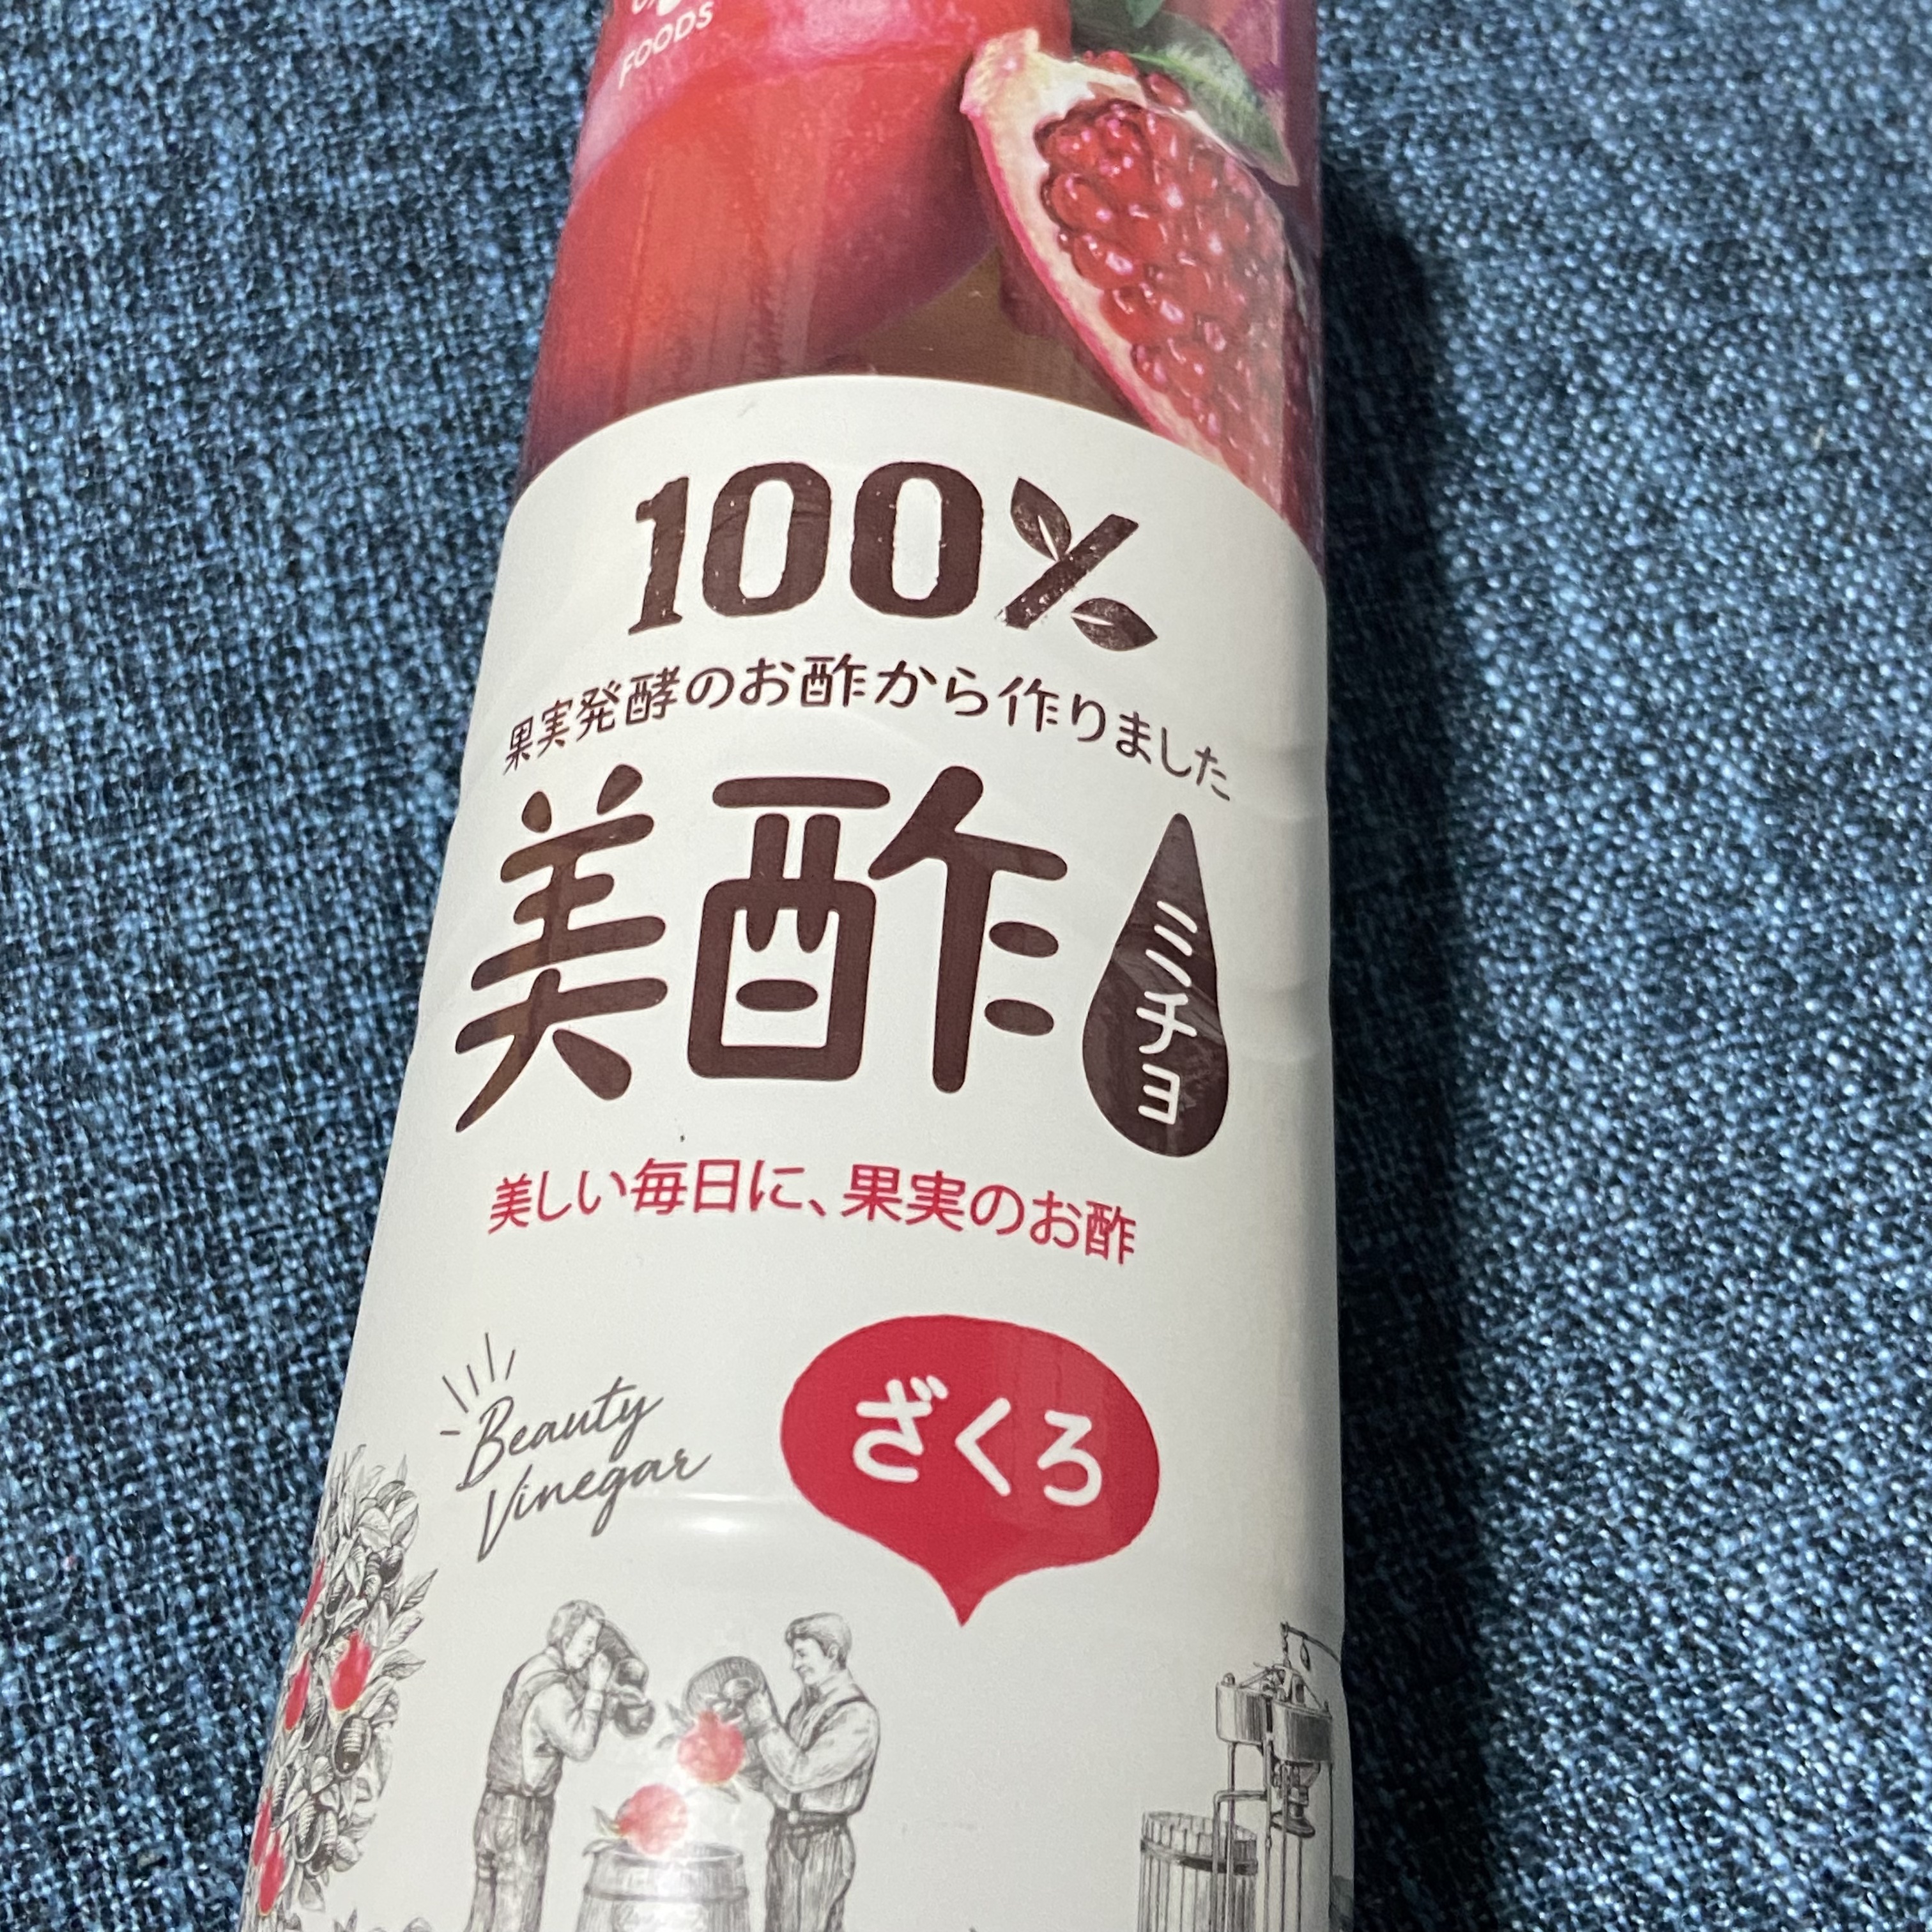 FOODS
100%
果実発酵のお酢から作りました
美酢
ミチョ
美しい毎日に、果実のお酢
Beauty
Vinegar
ざくろ